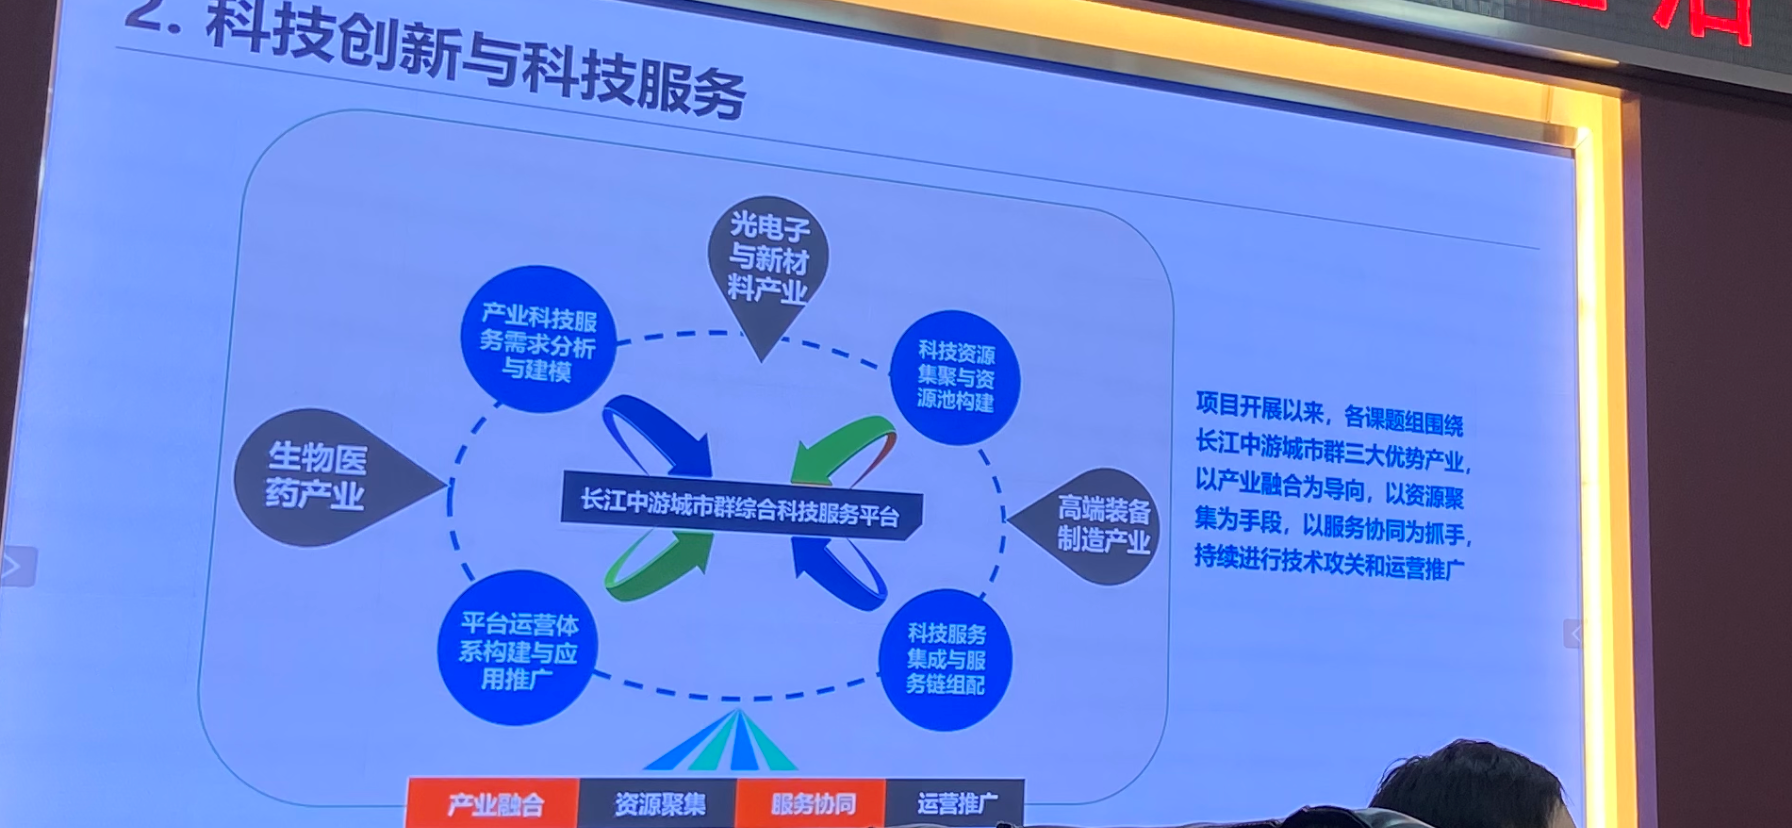 2. 科技创新与科技服务
光电子
与新材
料产业
产业科技服
务需求分析
与建模
科技资源
集聚与资
源池构建
生物医
药产业
长江中游城市群综合科技服务平台
高端装备
制造产业
平台运营体
系构建与应
用推广
科技服务
集成与服
务链组配
产业融合
资源聚集
服务协同
运营推广
项目开展以来，各课题组围绕
长江中游城市群三大优势产业，
以产业融合为导向，以资源聚
集为手段，以服务协同为抓手，
持续进行技术攻关和运营推广